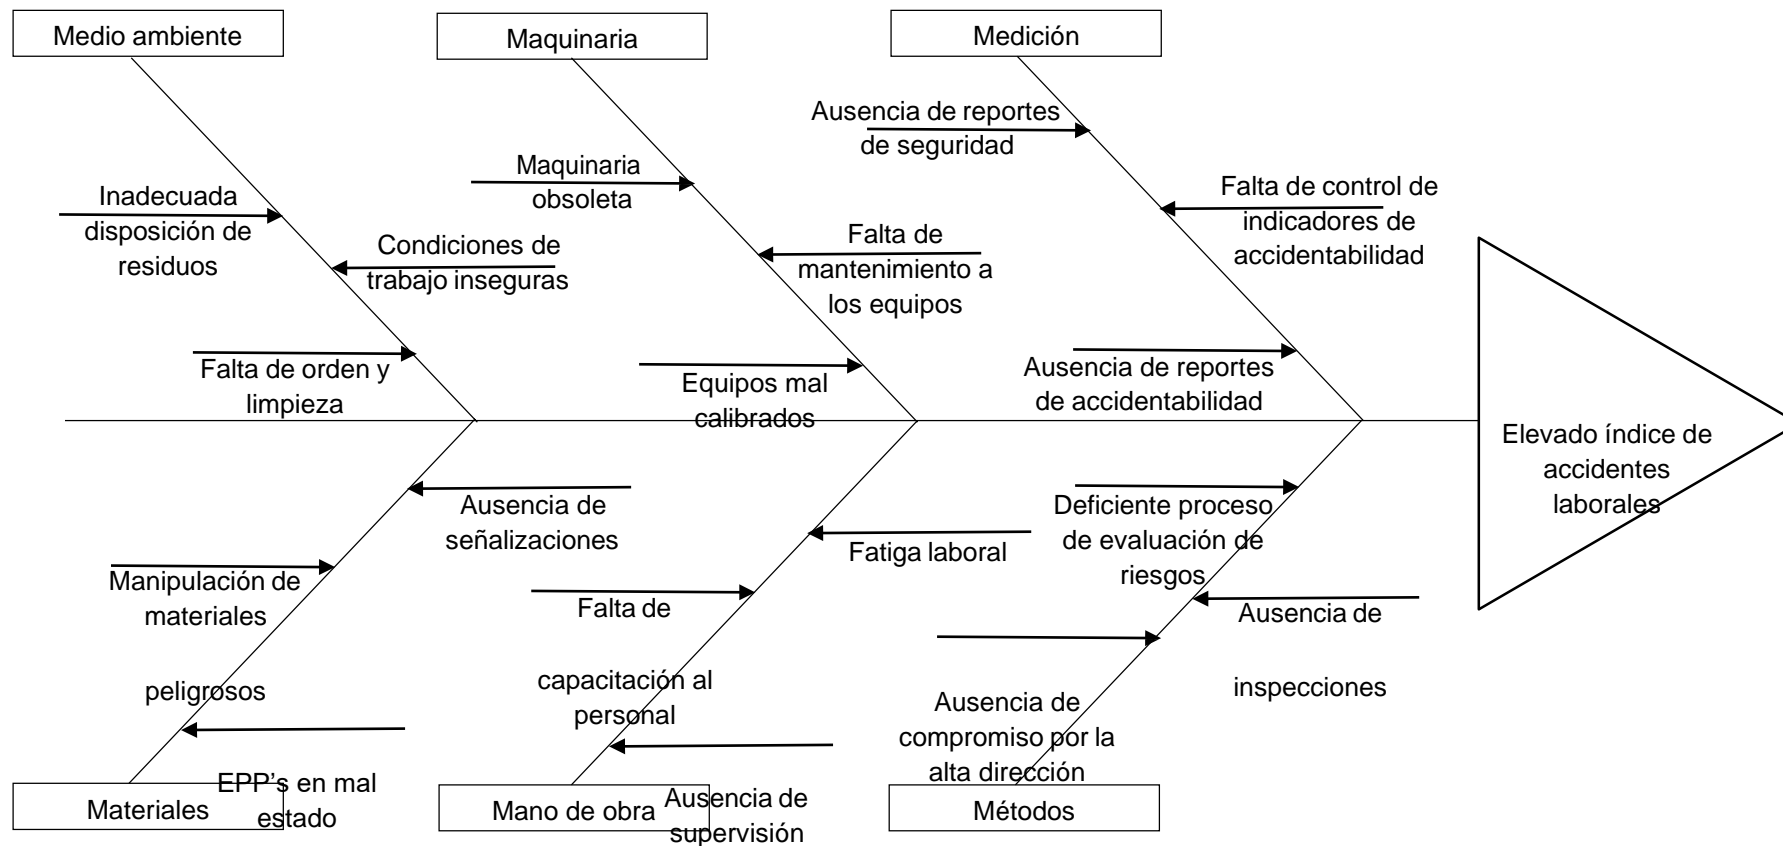 Medio ambiente
Maquinaria
Medición
Ausencia de reportes
de seguridad
Maquinaria
obsoleta
Falta de control de
indicadores de
accidentabilidad
Inadecuada
disposición de
residuos
Condiciones de
trabajo inseguras
Falta de
mantenimiento a
los equipos
Falta de orden y
limpieza
Equipos mal
calibrados
Ausencia de reportes
de accidentabilidad
Elevado índice de
accidentes
laborales
Ausencia de
señalizaciones
Deficiente proceso
de evaluación de
riesgos
Fatiga laboral
Manipulación de
materiales
peligrosos
Falta de
capacitación al
personal
Ausencia de
inspecciones
Ausencia de
compromiso por la
alta dirección
EPP's en mal
estado
Ausencia de
supervisión
Materiales
Mano de obra
Métodos